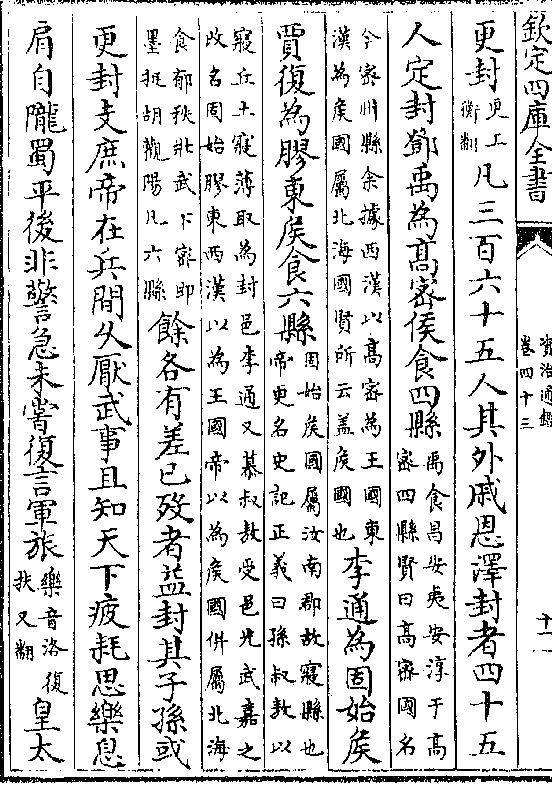 欽定四庫全書
資治通鑑
卷四十三
十一
更封更工衡翻凡三百六十五人其外戚恩澤封者四十五
人定封鄧禹為髙密侯食四縣禹食昌安夷安淳于髙密四縣賢曰髙密國名
今密州縣余據西漢以髙密為王國東漢為侯國屬北海國賢所云盖侯國也李通為固始侯
賈復為膠東侯食六縣固始侯國屬汝南郡故寢縣也帝更名史記正義曰孫叔敖以
寢丘土寢薄取為封邑李通又慕叔敖受邑光武嘉之改名固始膠東西漢以為王國帝以為侯國併屬北海
食郁秩壯武下密即墨挺胡觀陽凡六縣餘各有差已歿者益封其子孫或
更封支庶帝在兵間久厭武事且知天下疲耗思樂息
肩自隴蜀平後非警急未嘗復言軍旅樂音洛復扶又翻皇太